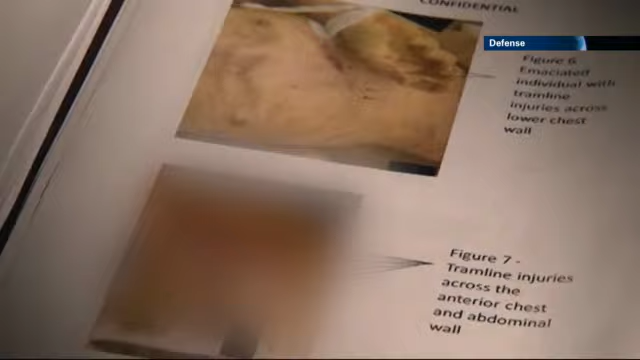 CONFIDENTIAL
Defense
Figure 6
Emaciated
individual with
tramline
injuries across
lower chest
wall
Figure 7 -
Tramline injuries
across the
anterior chest
and abdominal
wall